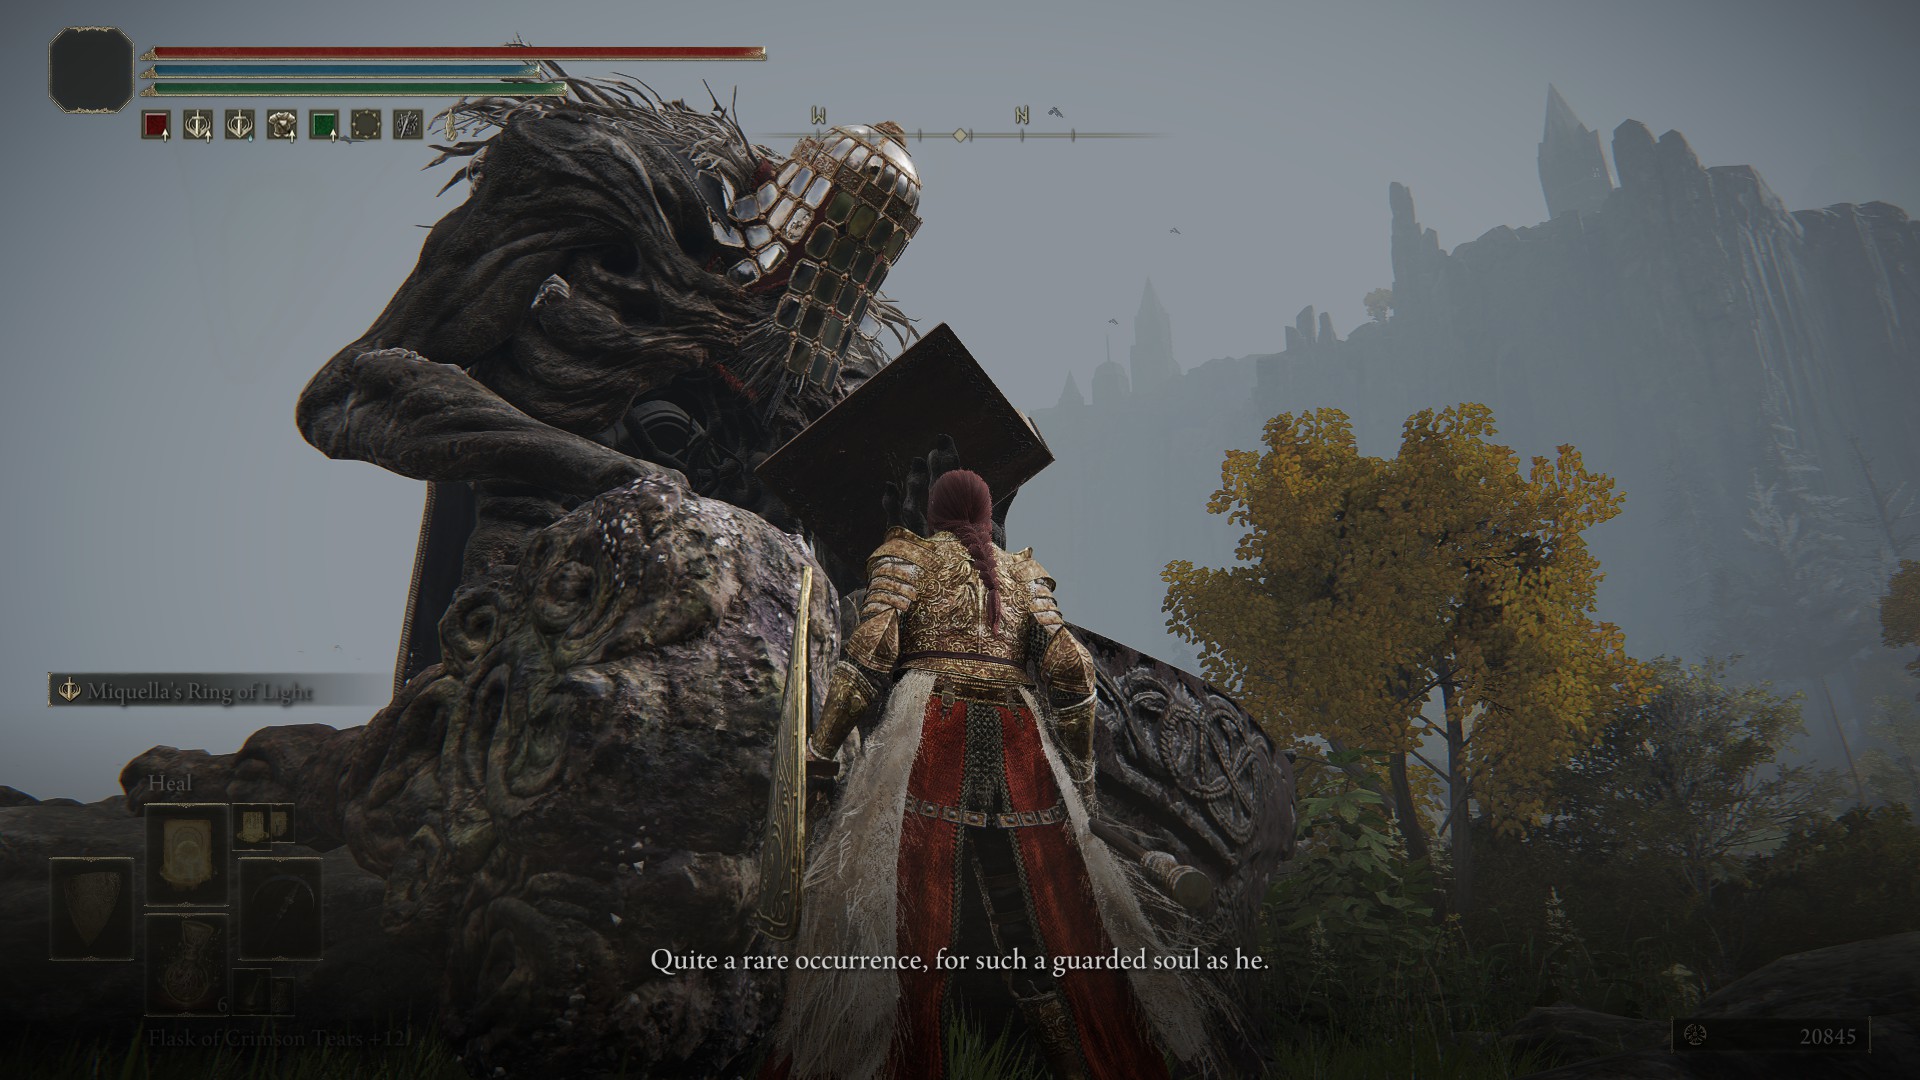 W
N
Miquella's Ring of Light
Heal
6
Flask of Crimson Tears +12
Quite a rare occurrence, for such a guarded soul as he.
20845